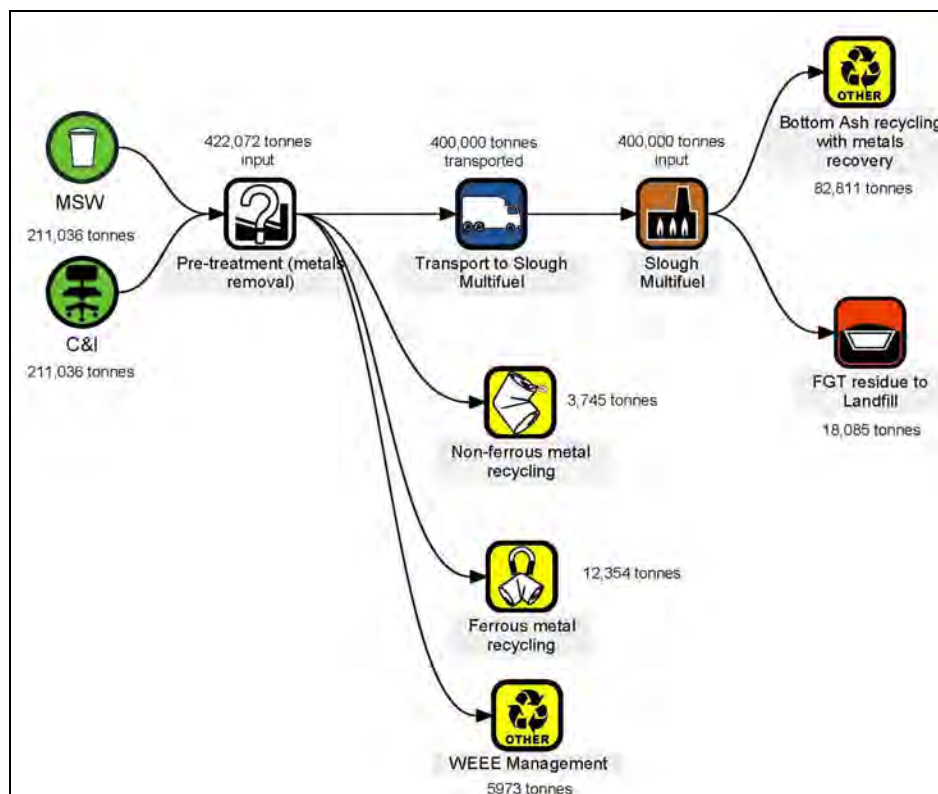 MSW
211,036 tonnes
C&I
211,036 tonnes
422,072 tonnes
input
Pre-treatment (metals
removal)
400,000 tonnes
transported
Transport to Slough
Multifuel
400,000 tonnes
input
Slough
Multifuel
OTHER
Bottom Ash recycling
with metals
recovery
82,811 tonnes
FGT residue to
Landfill
18,085 tonnes
3,745 tonnes
Non-ferrous metal
recycling
12,354 tonnes
Ferrous metal
recycling
OTHER
WEEE Management
5973 tonnes